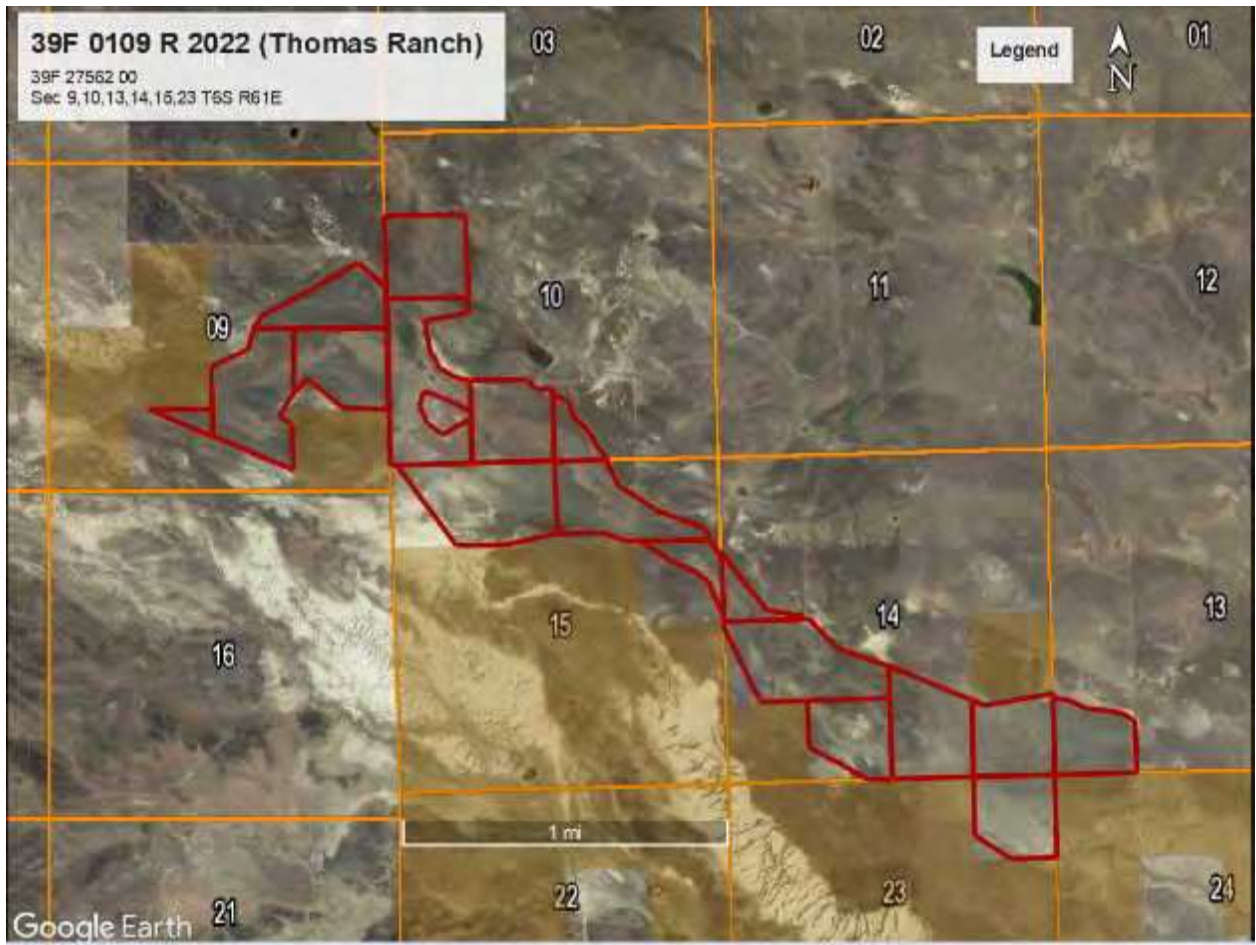 39F 0109 R 2022 (Thomas Ranch)
39F 27562 00
Sec 9,10,13,14,15,23 T6S R61E
Legend
N
03
02
01
09
10
11
12
16
15
14
13
1 mi
21
22
23
24
Google Earth